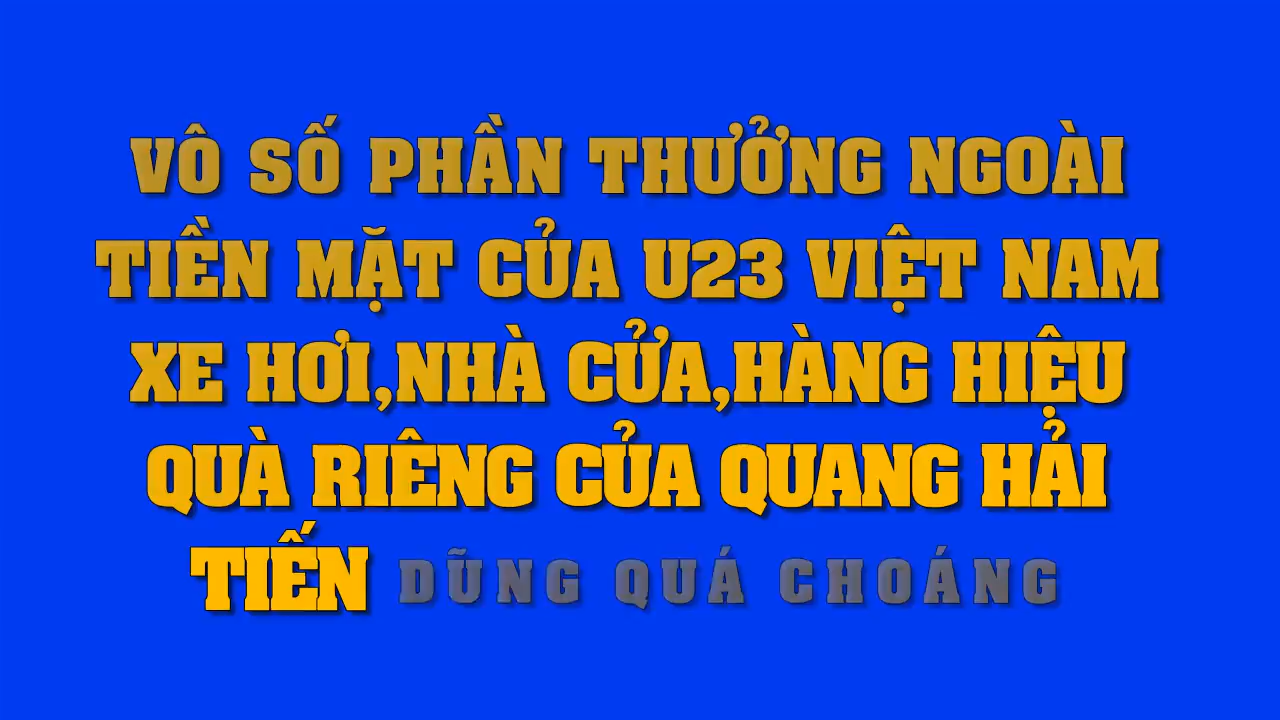 VÔ SỐ PHẦN THƯỞNG NGOÀI
TIỀN MẶT CỦA U23 VIỆT NAM
XE HƠI,NHÀ CỬA,HÀNG HIỆU
QUÀ RIÊNG CỦA QUANG HẢI
TIẾN DŨNG QUÁ CHOÁNG